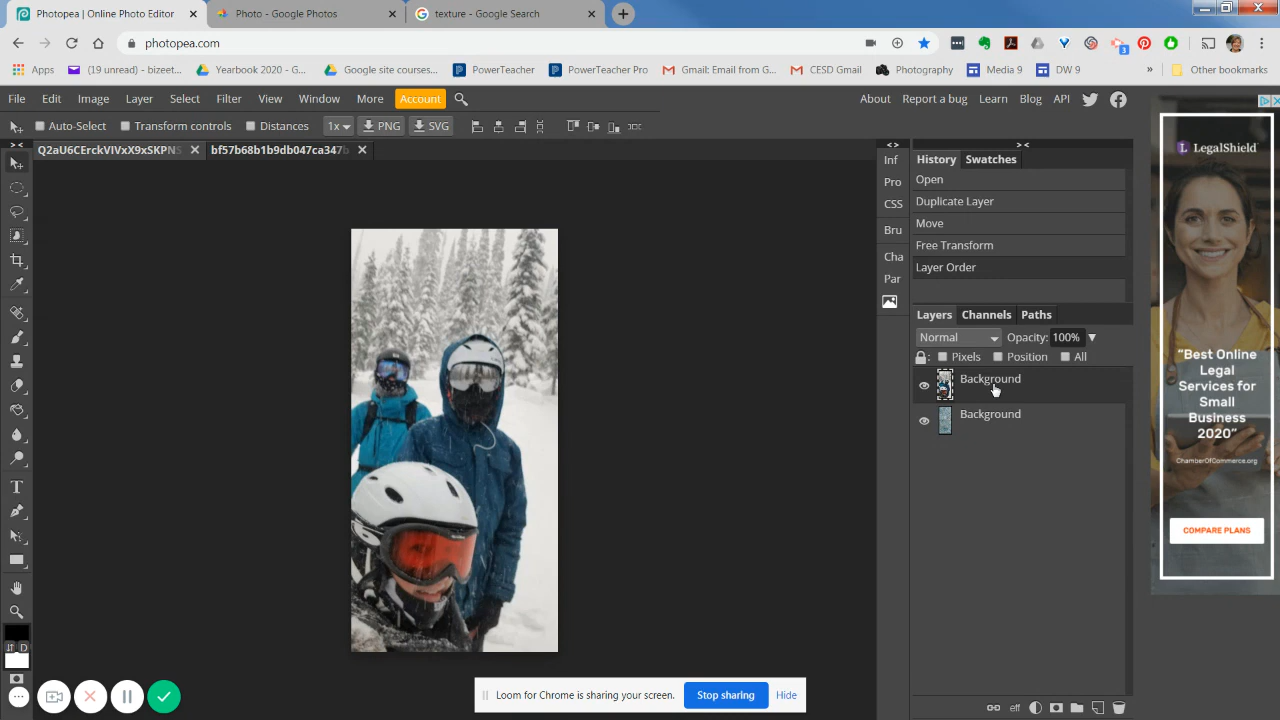 Photopea | Online Photo Editor
Photo - Google Photos
texture - Google Search
photopea.com
3
Apps
(19 unread) - bizeet...
Yearbook 2020 - G...
Google site courses...
PowerTeacher
PowerTeacher Pro
Gmail: Email from G...
CESD Gmail
Photography
Media 9
DW 9
»
Other bookmarks
File
Edit
Image
Layer
Select
Filter
View
Window
More
Account
About
Report a bug
Learn
Blog
API
Auto-Select
Transform controls
Distances
1x
PNG
SVG
> <
< >
> <
Q2aU6CErckVIVxX9xSKPNS
bf57b68b1b9db047ca347b
Inf
Pro
CSS
Bru
Cha
Par
History
Swatches
Open
Duplicate Layer
Move
Free Transform
Layer Order
Layers
Channels
Paths
Normal
Opacity:
100%
Pixels
Position
All
Background
Background
eff
T
D
LegalShield
“Best Online
Legal
Services for
Small
Business
2020”
ChamberOfCommerce.org
COMPARE PLANS
Loom for Chrome is sharing your screen.
Stop sharing
Hide